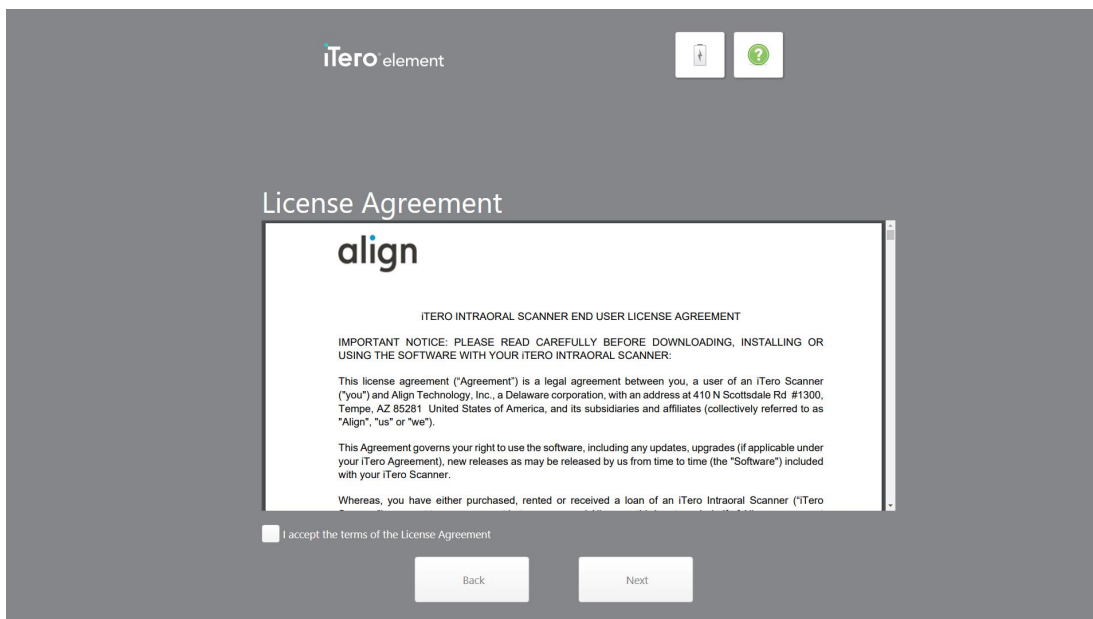 iTero element
?
License Agreement
align
iTERO INTRAORAL SCANNER END USER LICENSE AGREEMENT
IMPORTANT NOTICE: PLEASE READ CAREFULLY BEFORE DOWNLOADING, INSTALLING OR
USING THE SOFTWARE WITH YOUR iTERO INTRAORAL SCANNER:
This license agreement ("Agreement") is a legal agreement between you, a user of an iTero Scanner
("you") and Align Technology, Inc., a Delaware corporation, with an address at 410 N Scottsdale Rd #1300,
Tempe, AZ 85281 United States of America, and its subsidiaries and affiliates (collectively referred to as
"Align", "us" or "we").
This Agreement governs your right to use the software, including any updates, upgrades (if applicable under
your iTero Agreement), new releases as may be released by us from time to time (the "Software") included
with your iTero Scanner.
Whereas, you have either purchased, rented or received a loan of an iTero Intraoral Scanner ("iTero
I accept the terms of the License Agreement
Back
Next